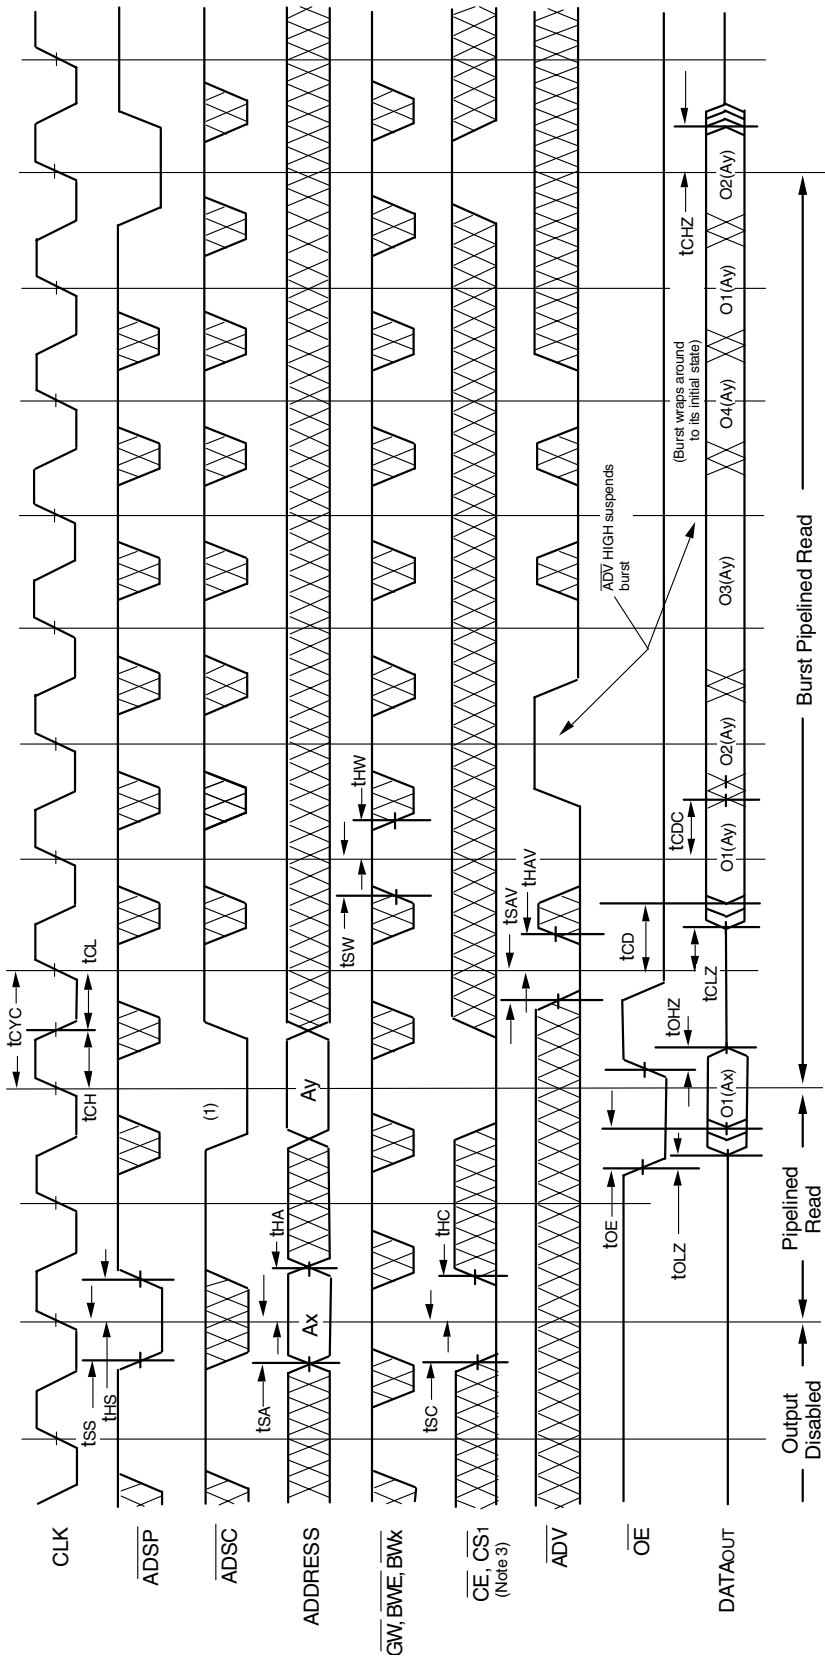 CLK
tCYC
tCH
tCL
ADSP
tSS
tHS
ADSC
(1)
ADDRESS
tSA
tHA
Ax
Ay
GW, BWE, BWx
tSW
tHW
CE, CS1
(Note 3)
tSC
tHC
ADV
tSAV
tHAV
ADV HIGH suspends
burst
OE
tOE
tOHZ
tCD
tOLZ
tCLZ
tCDC
(Burst wraps around
to its initial state)
tCHZ
DATAOUT
O1(Ax)
O1(Ay)
O2(Ay)
O3(Ay)
O4(Ay)
O1(Ay)
O2(Ay)
Output
Disabled
Pipelined
Read
Burst Pipelined Read